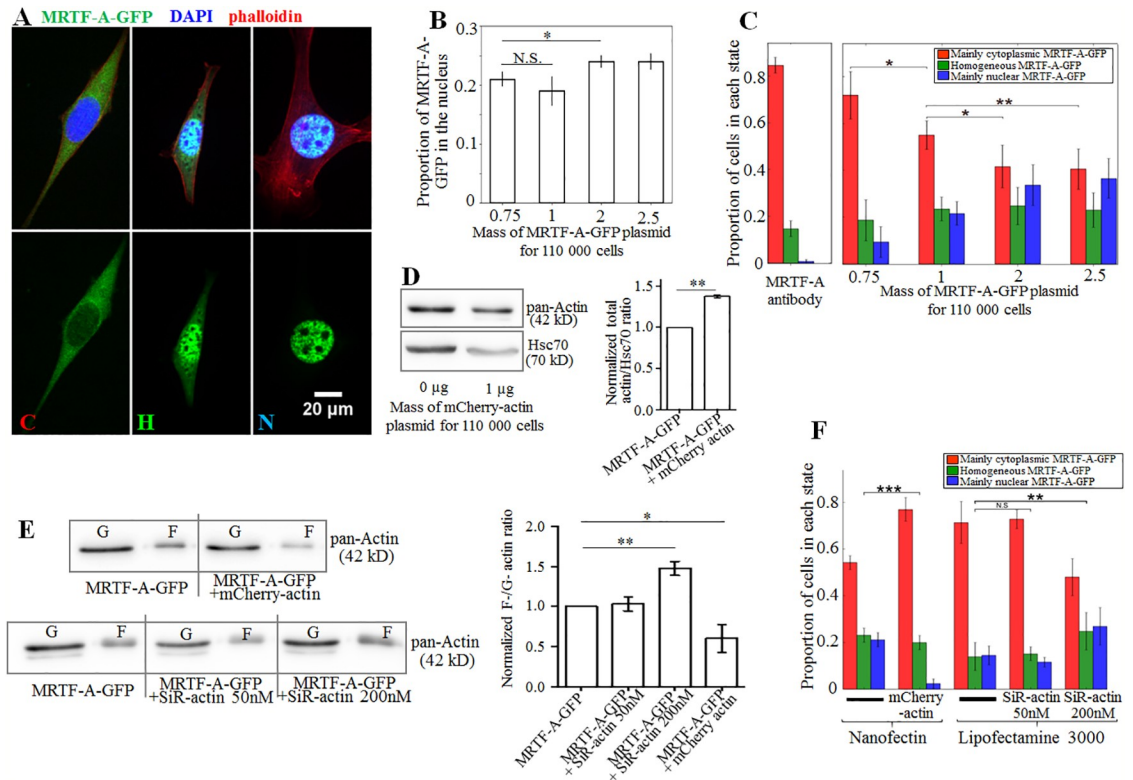 A MRTF-A-GFP DAPI phalloidin
C
H
N
20 µm
B
Proportion of MRTF-A-
GFP in the nucleus
0.3
0.2
0.1
0
N.S.
*
0.75 1 2 2.5
Mass of MRTF-A-GFP plasmid
for 110 000 cells
C
Proportion of cells in each state
0.8
0.6
0.4
0.2
0
MRTF-A
antibody
Mainly cytoplasmic MRTF-A-GFP
Homogeneous MRTF-A-GFP
Mainly nuclear MRTF-A-GFP
*
**
*
0.75 1 2 2.5
Mass of MRTF-A-GFP plasmid
for 110 000 cells
D
pan-Actin
(42 kD)
Hsc70
(70 kD)
0 µg 1 µg
Mass of mCherry-actin
plasmid for 110 000 cells
Normalized total
actin/Hsc70 ratio
1.5
1.0
0.5
0.0
**
MRTF-A-GFP
MRTF-A-GFP
+ mCherry actin
E
G F G F
pan-Actin
(42 kD)
MRTF-A-GFP
MRTF-A-GFP
+mCherry-actin
G F G F G F
pan-Actin
(42 kD)
MRTF-A-GFP
MRTF-A-GFP
+SiR-actin 50nM
MRTF-A-GFP
+SiR-actin 200nM
Normalized F-/G- actin ratio
2.0
1.5
1.0
0.5
0.0
*
**
MRTF-A-GFP
MRTF-A-GFP
+ SiR-actin 50nM
MRTF-A-GFP
+ SiR-actin 200nM
MRTF-A-GFP
+ mCherry actin
F
Mainly cytoplasmic MRTF-A-GFP
Homogeneous MRTF-A-GFP
Mainly nuclear MRTF-A-GFP
Proportion of cells in each state
0.8
0.6
0.4
0.2
0
***
**
N.S
mCherry
-actin
SiR-actin
50nM
SiR-actin
200nM
Nanofectin
Lipofectamine 3000